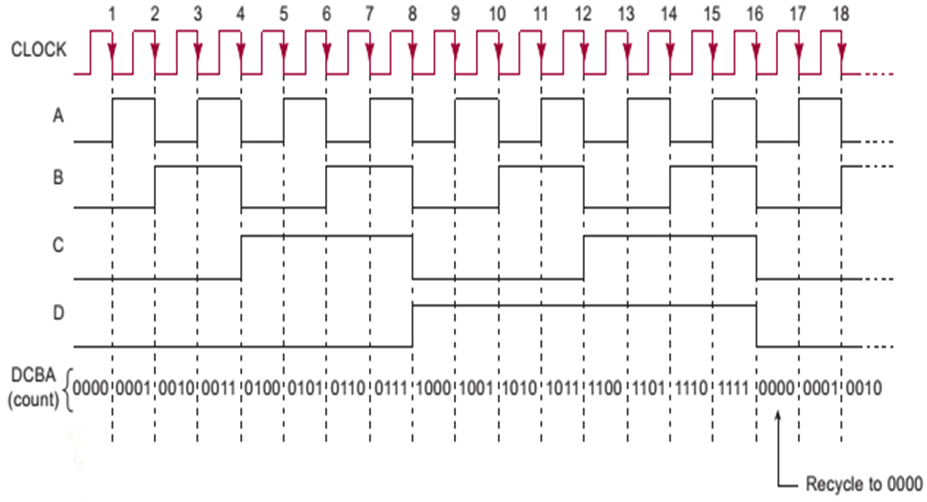 1 2 3 4 5 6 7 8 9 10 11 12 13 14 15 16 17 18
CLOCK
A
B
C
D
DCBA
(count)
0000 0001 0010 0011 0100 0101 0110 0111 1000 1001 1010 1011 1100 1101 1110 1111 0000 0001 0010
Recycle to 0000